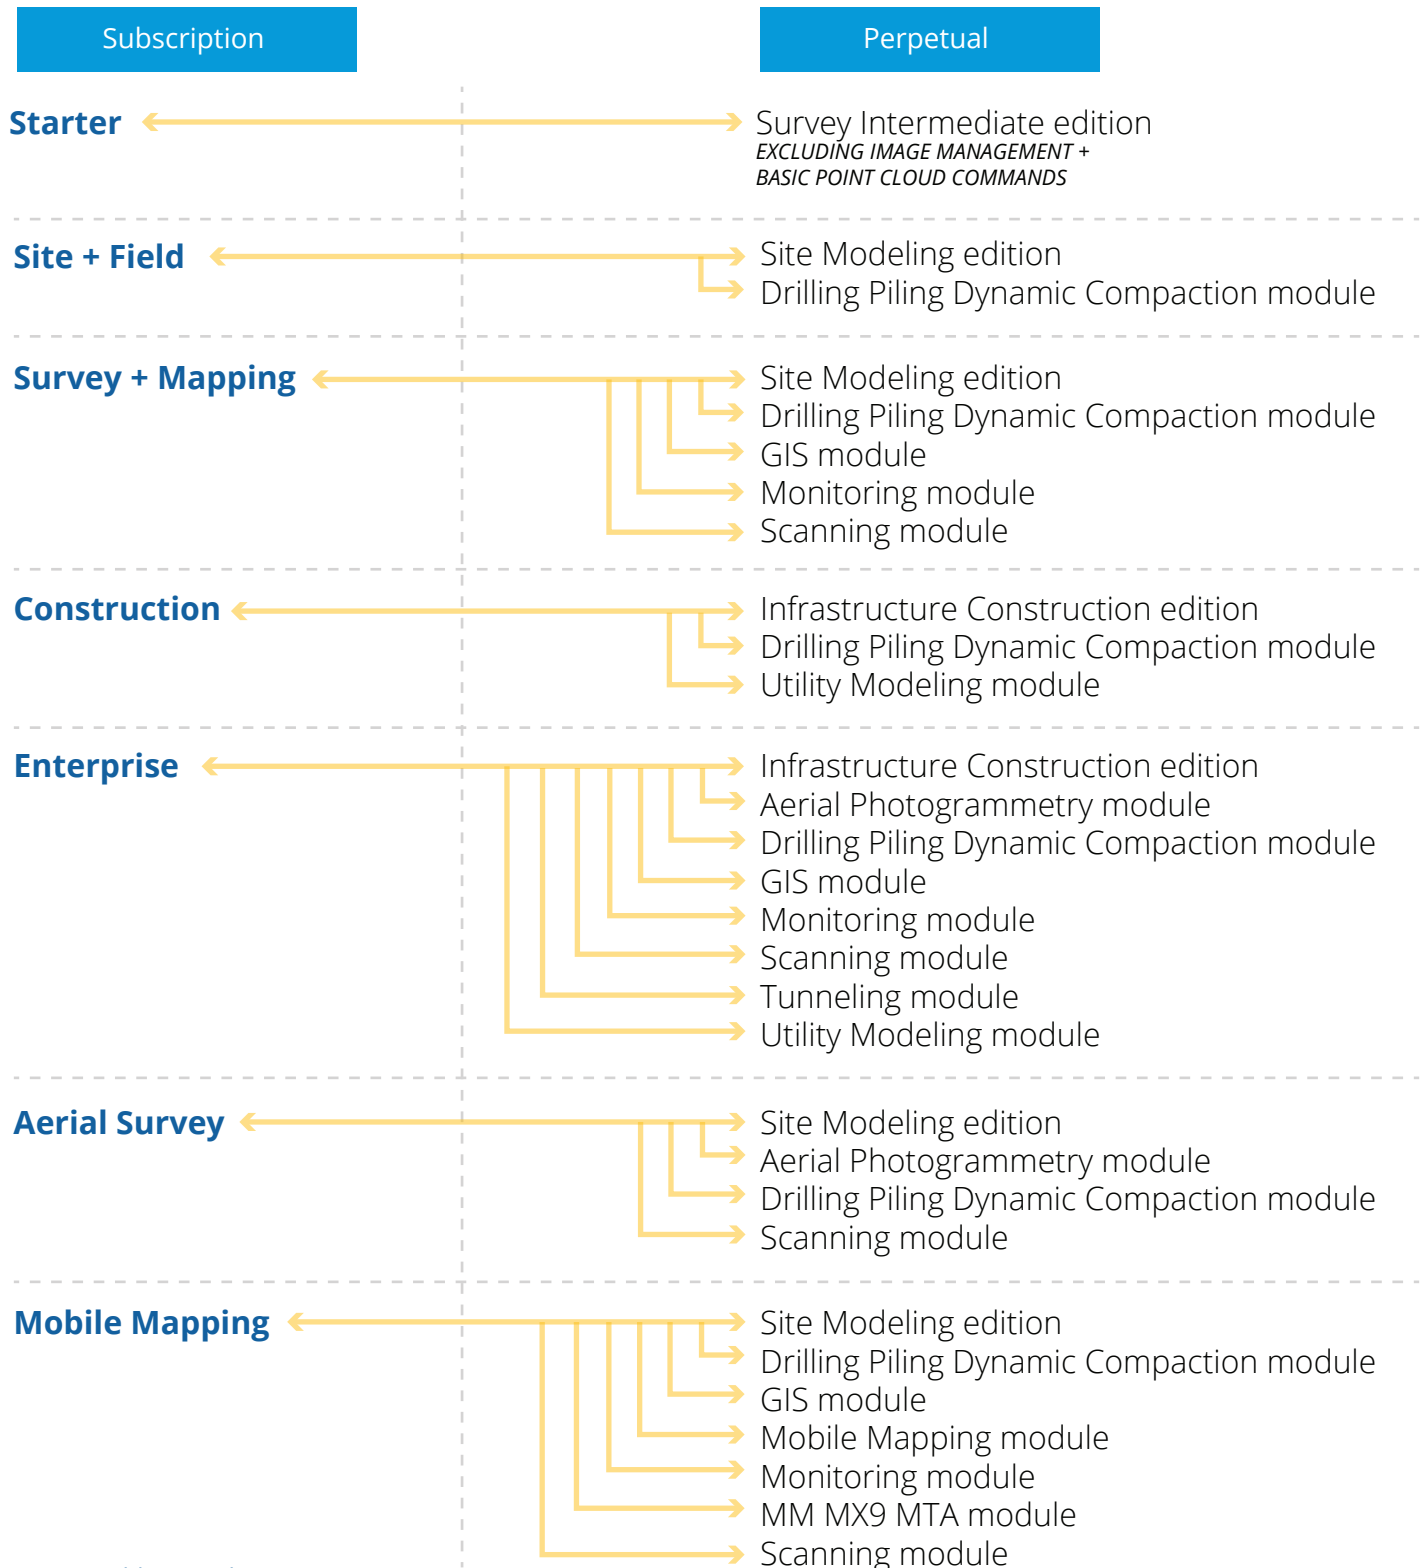 Subscription
Perpetual
Starter
Survey Intermediate edition
EXCLUDING IMAGE MANAGEMENT +
BASIC POINT CLOUD COMMANDS
Site + Field
Site Modeling edition
Drilling Piling Dynamic Compaction module
Survey + Mapping
Site Modeling edition
Drilling Piling Dynamic Compaction module
GIS module
Monitoring module
Scanning module
Construction
Infrastructure Construction edition
Drilling Piling Dynamic Compaction module
Utility Modeling module
Enterprise
Infrastructure Construction edition
Aerial Photogrammetry module
Drilling Piling Dynamic Compaction module
GIS module
Monitoring module
Scanning module
Tunneling module
Utility Modeling module
Aerial Survey
Site Modeling edition
Aerial Photogrammetry module
Drilling Piling Dynamic Compaction module
Scanning module
Mobile Mapping
Site Modeling edition
Drilling Piling Dynamic Compaction module
GIS module
Mobile Mapping module
Monitoring module
MM MX9 MTA module
Scanning module